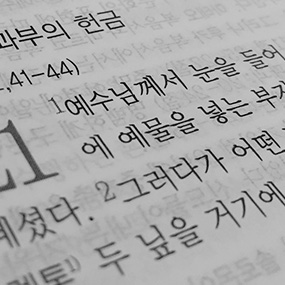 과부의 헌금
,41-44)
21 1예수님께서 눈을 들어
에 예물을 넣는 부자
계셨다. 2그러다가 어떤
렙톤1) 두 닢을 거기에